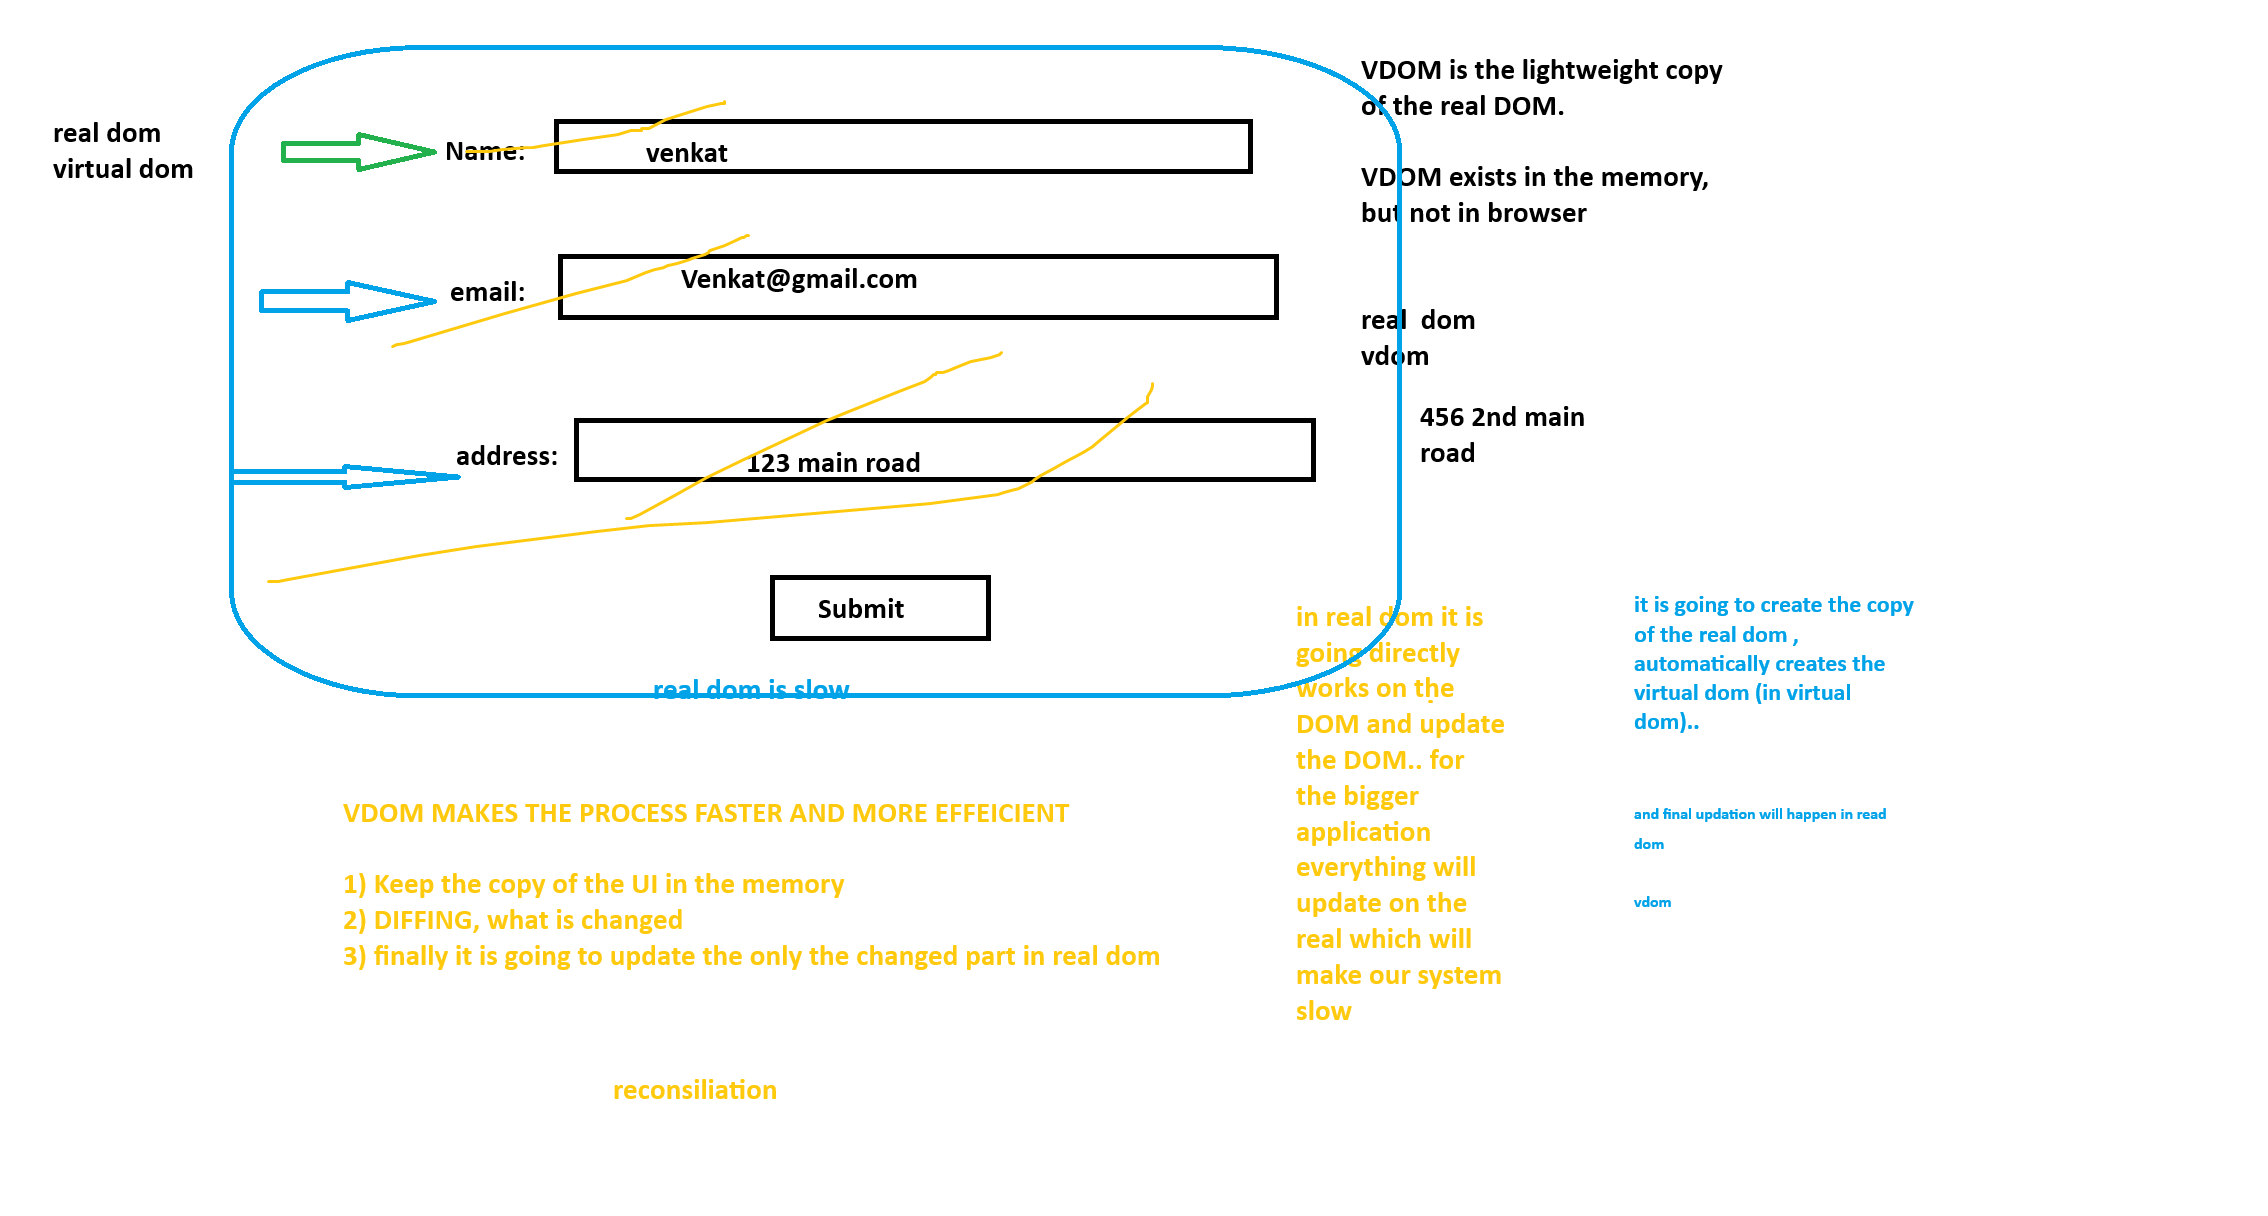 real dom
virtual dom
Name:
venkat
email:
Venkat@gmail.com
address:
123 main road
Submit
real dom is slow
VDOM is the lightweight copy
of the real DOM.
VDOM exists in the memory,
but not in browser
real  dom
vdom
456 2nd main
road
VDOM MAKES THE PROCESS FASTER AND MORE EFFEICIENT
1) Keep the copy of the UI in the memory
2) DIFFING, what is changed
3) finally it is going to update the only the changed part in real dom
reconsiliation
in real dom it is
going directly
works on the
DOM and update
the DOM.. for
the bigger
application
everything will
update on the
real which will
make our system
slow
it is going to create the copy
of the real dom ,
automatically creates the
virtual dom (in virtual
dom)..
and final updation will happen in read
dom
vdom